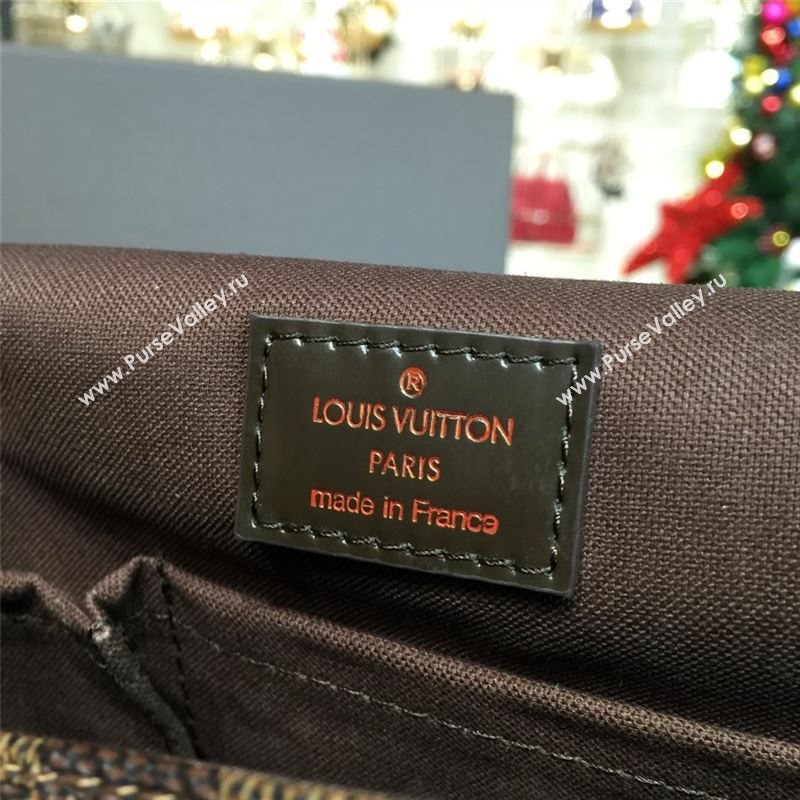 ®
LOUIS VUITTON
PARIS
made in France
www.PurseValley.ru
www.PurseValley.ru